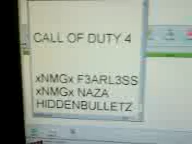 CALL OF DUTY 4
xNMGx F3ARL3SS
xNMGx NAZA
HIDDENBULLETZ